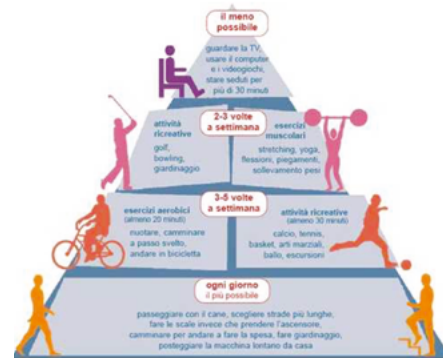 il meno
possibile
guardare la TV,
usare il computer
e i videogiochi,
stare seduti per
più di 30 minuti
2-3 volte
a settimana
attività
ricreative
golf,
bowling,
giardinaggio
esercizi
muscolari
stretching, yoga,
flessioni, piegamenti,
sollevamento pesi
3-5 volte
a settimana
esercizi aerobici
(almeno 20 minuti)
nuotare, camminare
a passo svelto,
andare in bicicletta
attività ricreative
(almeno 30 minuti)
calcio, tennis,
basket, arti marziali,
ballo, escursioni
ogni giorno
il più possibile
passeggiare con il cane, scegliere strade più lunghe,
fare le scale invece che prendere l'ascensore,
camminare per andare a fare la spesa, fare giardinaggio,
posteggiare la macchina lontano da casa